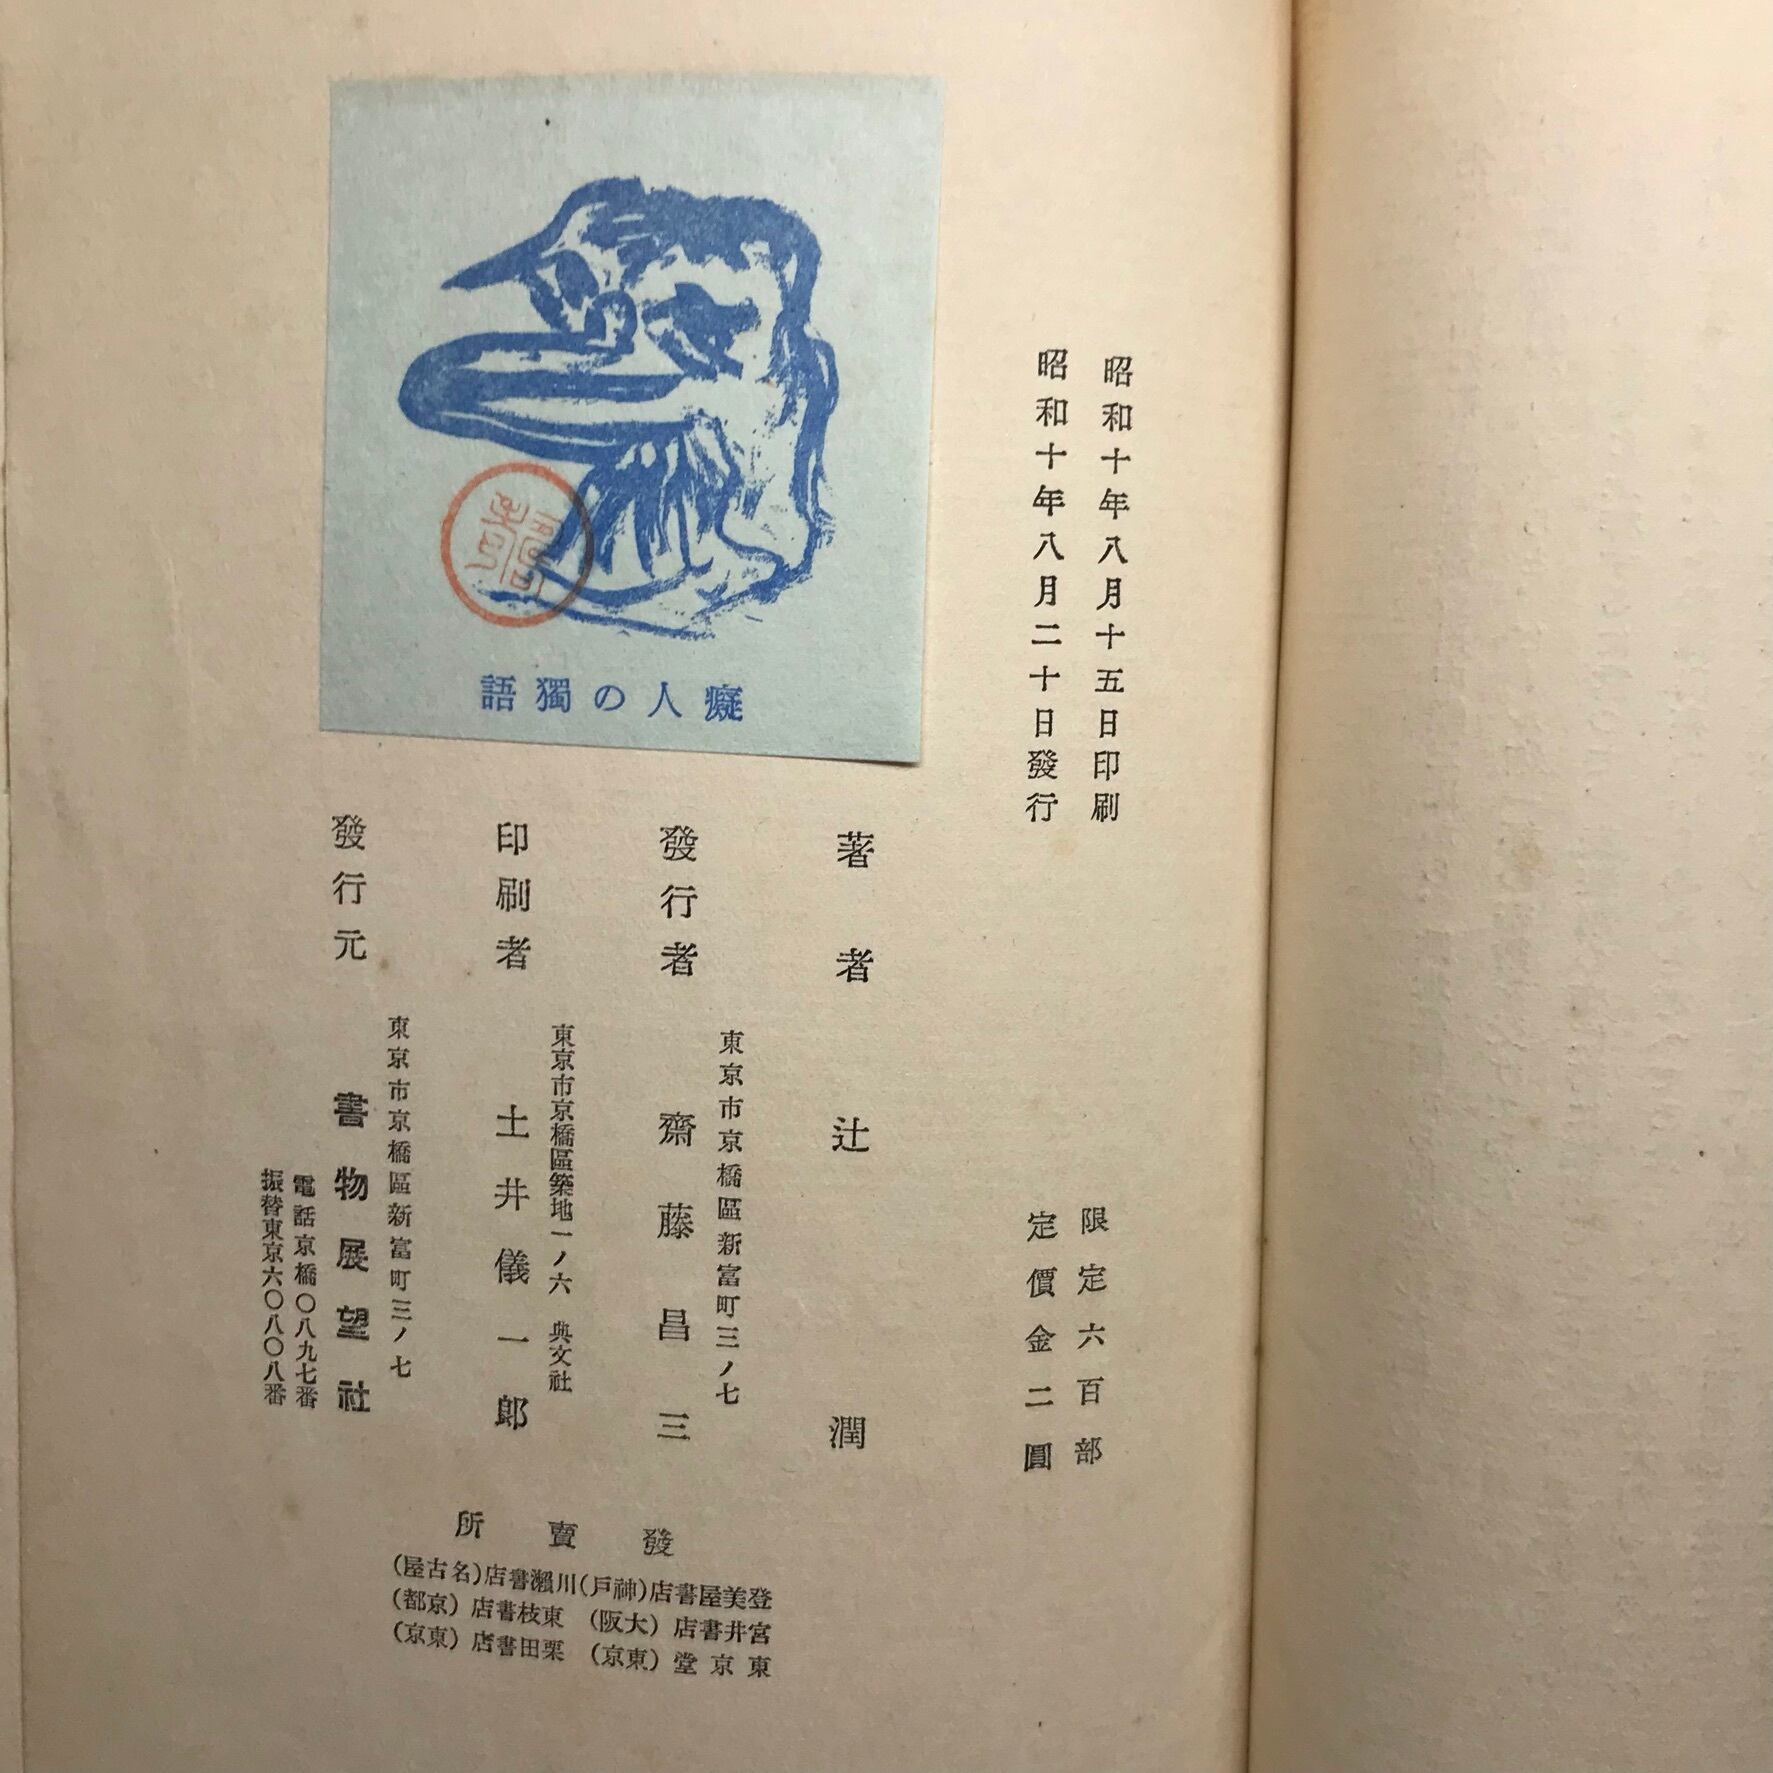 癡人の獨語
昭和十年八月十五日印刷
昭和十年八月二十日發行
限定六百部
定價金二圓
著者 辻潤
東京市京橋區新富町三ノ七
發行者 齋藤昌三
東京市京橋區築地一ノ六 典文社
印刷者 土井儀一郎
東京市京橋區新富町三ノ七
發行元 書物展望社
電話京橋〇八九七番
振替東京六〇八〇八番
發賣所
登美屋書店(神戶)川瀨書店(名古屋)
宮井書店(大阪) 東枝書店(京都)
東京堂(東京) 栗田書店(東京)